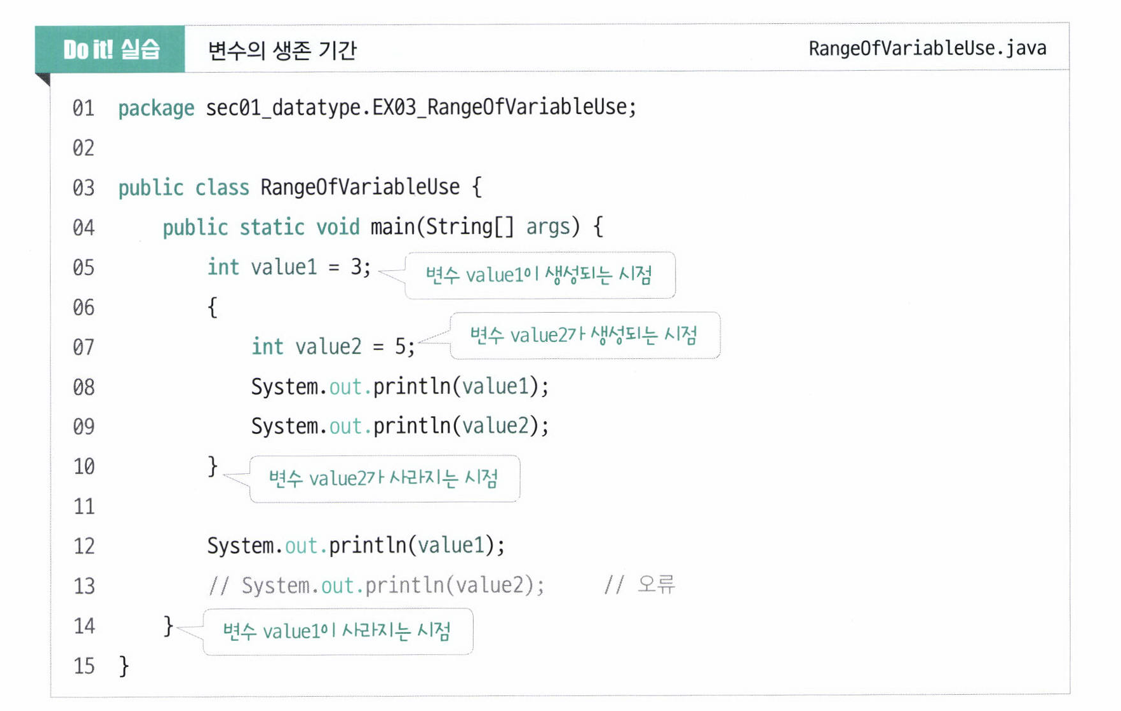 Do it! 실습 변수의 생존 기간 RangeOfVariableUse.java
01 package sec01_datatype.EX03_RangeOfVariableUse;
02
03 public class RangeOfVariableUse {
04 public static void main(String[] args) {
05 int value1 = 3; 변수 value1이 생성되는 시점
06 {
07 int value2 = 5; 변수 value2가 생성되는 시점
08 System.out.println(value1);
09 System.out.println(value2);
10 } 변수 value2가 사라지는 시점
11
12 System.out.println(value1);
13 // System.out.println(value2); // 오류
14 } 변수 value1이 사라지는 시점
15 }